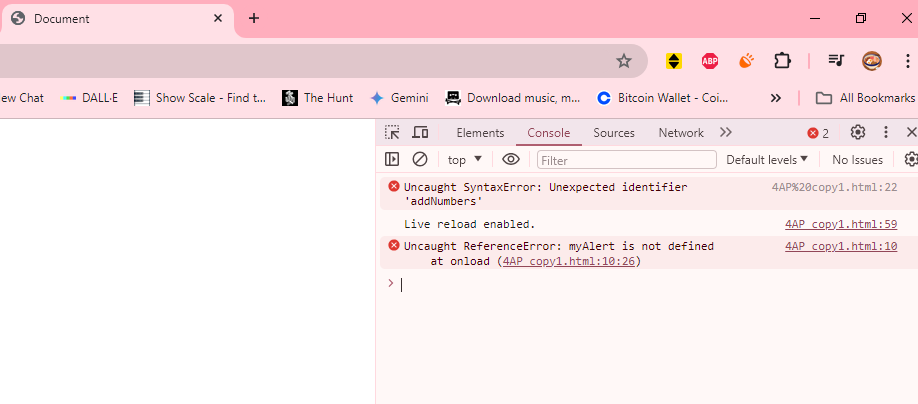 Document
ew Chat
DALL·E
Show Scale - Find t...
The Hunt
Gemini
Download music, m...
Bitcoin Wallet - Coi...
All Bookmarks
ABP
Elements
Console
Sources
Network
2
top
Filter
Default levels
No Issues
Uncaught SyntaxError: Unexpected identifier 4AP%20copy1.html:22
'addNumbers'
Live reload enabled. 4AP copy1.html:59
Uncaught ReferenceError: myAlert is not defined 4AP copy1.html:10
at onload (4AP copy1.html:10:26)